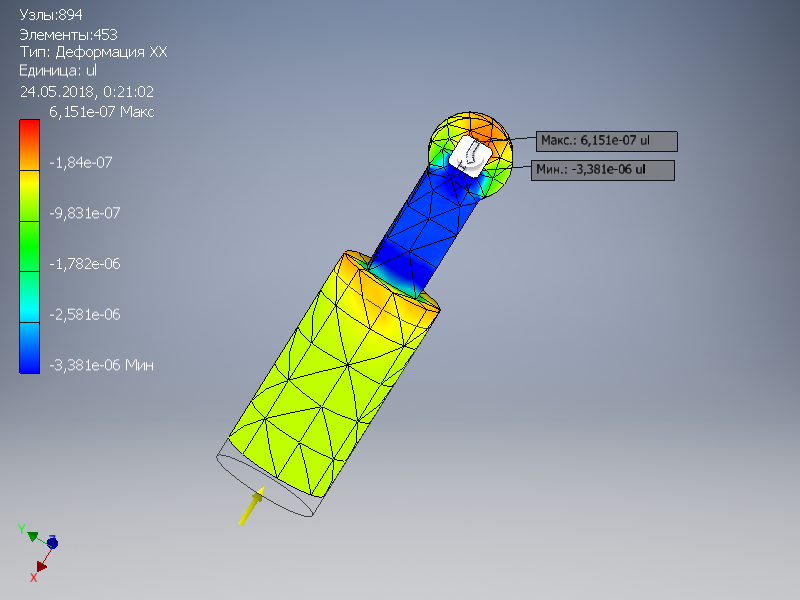 Узлы:894
Элементы:453
Тип: Деформация XX
Единица: ul
24.05.2018, 0:21:02
6,151e-07 Макс
-1,84e-07
-9,831e-07
-1,782e-06
-2,581e-06
-3,381e-06 Мин
Макс.: 6,151e-07 ul
Мин.: -3,381e-06 ul
Y
Z
X